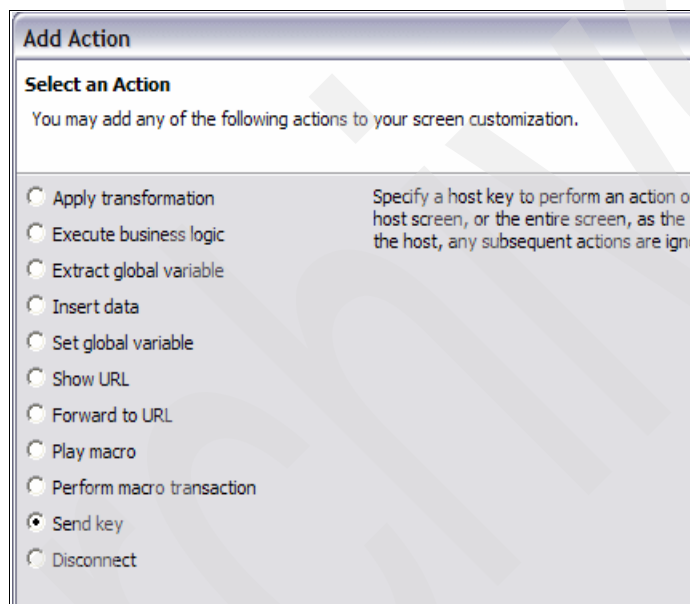 Add Action
Select an Action
You may add any of the following actions to your screen customization.
Apply transformation
Execute business logic
Extract global variable
Insert data
Set global variable
Show URL
Forward to URL
Play macro
Perform macro transaction
Send key
Disconnect
Specify a host key to perform an action o
host screen, or the entire screen, as the
the host, any subsequent actions are ign